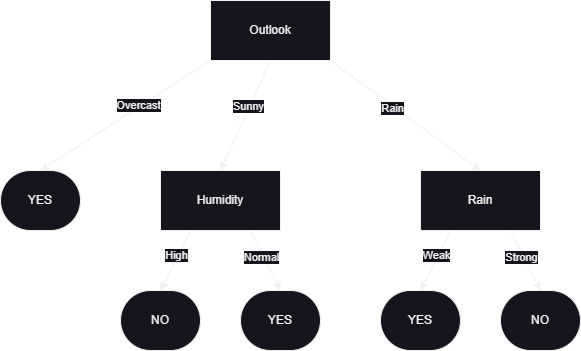 Outlook
Overcast
Sunny
Rain
YES
Humidity
Rain
High
Normal
Weak
Strong
NO
YES
YES
NO